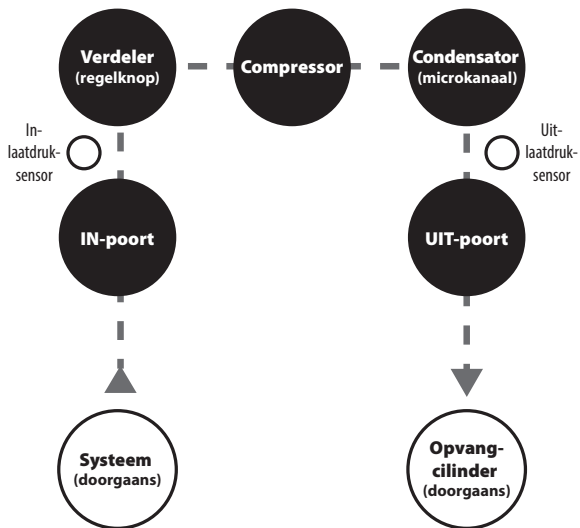 Verdeler
(regelknop)
Compressor
Condensator
(microkanaal)
In-
laatdruk-
sensor
Uit-
laatdruk-
sensor
IN-poort
UIT-poort
Systeem
(doorgaans)
Opvang-
cilinder
(doorgaans)